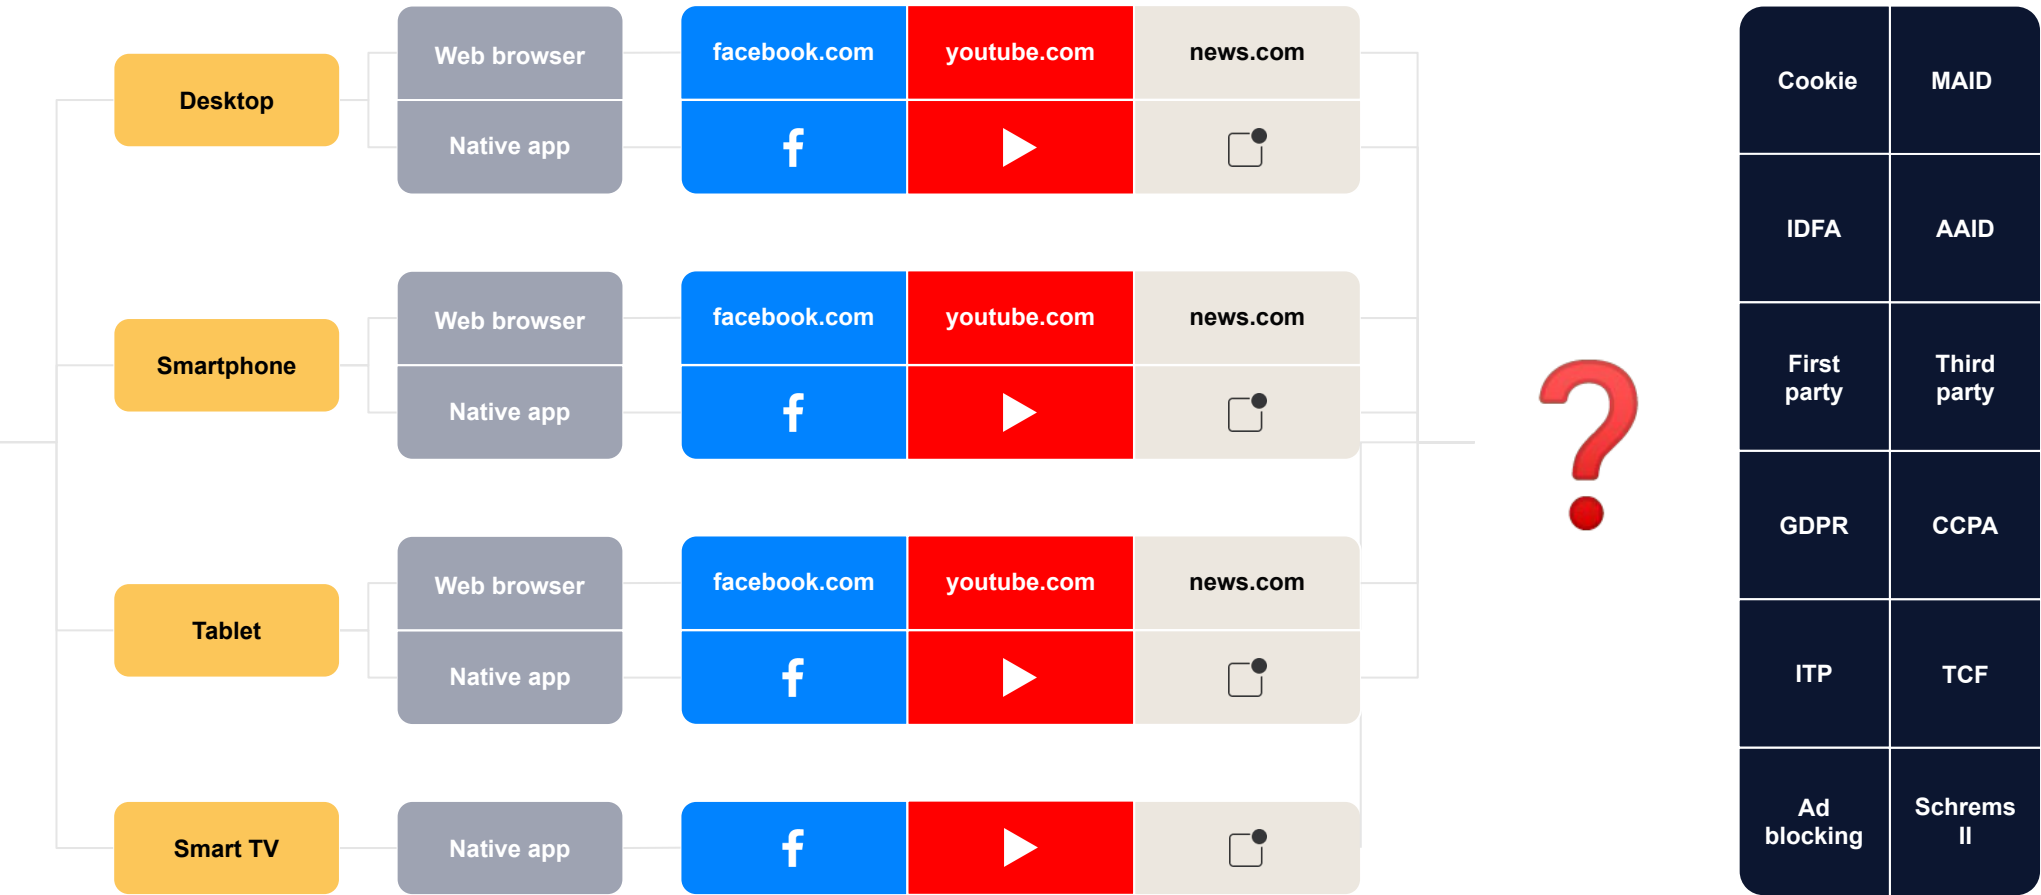 Desktop
Web browser
Native app
facebook.com
youtube.com
news.com
Smartphone
Web browser
Native app
facebook.com
youtube.com
news.com
Tablet
Web browser
Native app
facebook.com
youtube.com
news.com
Smart TV
Native app
Cookie
MAID
IDFA
AAID
First
party
Third
party
GDPR
CCPA
ITP
TCF
Ad
blocking
Schrems
II